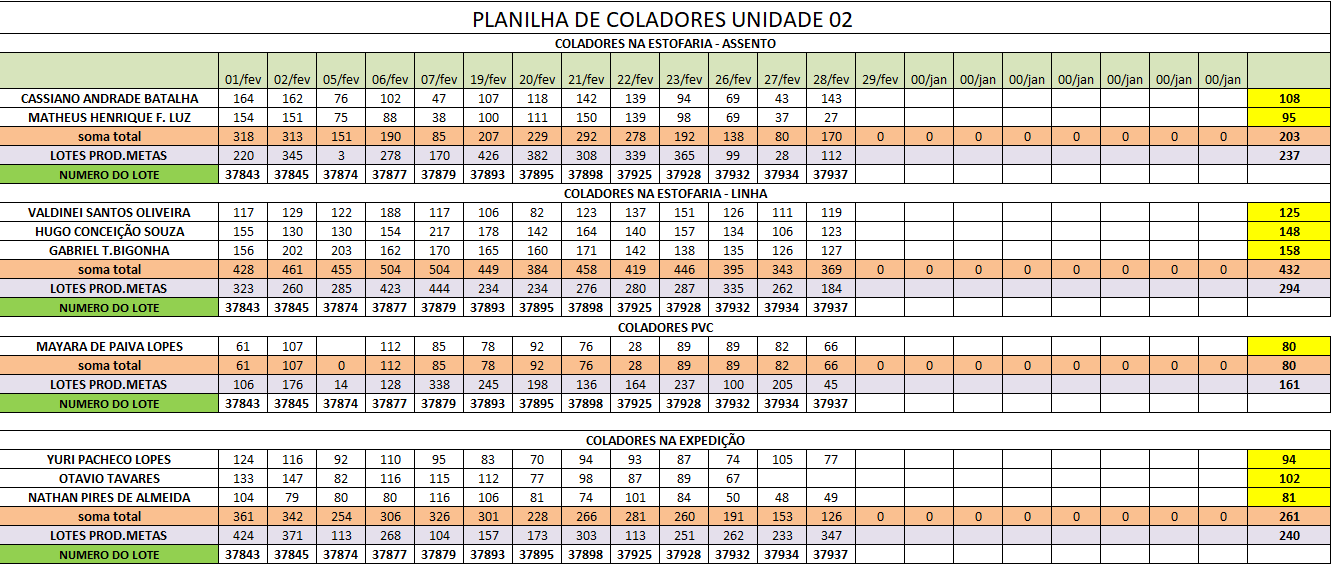 PLANILHA DE COLADORES UNIDADE 02
COLADORES NA ESTOFARIA - ASSENTO
01/fev 02/fev 05/fev 06/fev 07/fev 19/fev 20/fev 21/fev 22/fev 23/fev 26/fev 27/fev 28/fev 29/fev 00/jan 00/jan 00/jan 00/jan 00/jan 00/jan 00/jan
CASSIANO ANDRADE BATALHA 164 162 76 102 47 107 118 142 139 94 69 43 143 108
MATHEUS HENRIQUE F. LUZ 154 151 75 88 38 100 111 150 139 98 69 37 27 95
soma total 318 313 151 190 85 207 229 292 278 192 138 80 170 0 0 0 0 0 0 0 0 203
LOTES PROD.METAS 220 345 3 278 170 426 382 308 339 365 99 28 112 237
NUMERO DO LOTE 37843 37845 37874 37877 37879 37893 37895 37898 37925 37928 37932 37934 37937
COLADORES NA ESTOFARIA - LINHA
VALDINEI SANTOS OLIVEIRA 117 129 122 188 117 106 82 123 137 151 126 111 119 125
HUGO CONCEIÇÃO SOUZA 155 130 130 154 217 178 142 164 140 157 134 106 123 148
GABRIEL T.BIGONHA 156 202 203 162 170 165 160 171 142 138 135 126 127 158
soma total 428 461 455 504 504 449 384 458 419 446 395 343 369 0 0 0 0 0 0 0 0 432
LOTES PROD.METAS 323 260 285 423 444 234 234 276 280 287 335 262 184 294
NUMERO DO LOTE 37843 37845 37874 37877 37879 37893 37895 37898 37925 37928 37932 37934 37937
COLADORES PVC
MAYARA DE PAIVA LOPES 61 107 112 85 78 92 76 28 89 89 82 66 80
soma total 61 107 0 112 85 78 92 76 28 89 89 82 66 0 0 0 0 0 0 0 0 80
LOTES PROD.METAS 106 176 14 128 338 245 198 136 164 237 100 205 45 161
NUMERO DO LOTE 37843 37845 37874 37877 37879 37893 37895 37898 37925 37928 37932 37934 37937
COLADORES NA EXPEDIÇÃO
YURI PACHECO LOPES 124 116 92 110 95 83 70 94 93 87 74 105 77 94
OTAVIO TAVARES 133 147 82 116 115 112 77 98 87 89 67 102
NATHAN PIRES DE ALMEIDA 104 79 80 80 116 106 81 74 101 84 50 48 49 81
soma total 361 342 254 306 326 301 228 266 281 260 191 153 126 0 0 0 0 0 0 0 0 261
LOTES PROD.METAS 424 371 113 268 104 157 173 303 113 251 262 233 347 240
NUMERO DO LOTE 37843 37845 37874 37877 37879 37893 37895 37898 37925 37928 37932 37934 37937